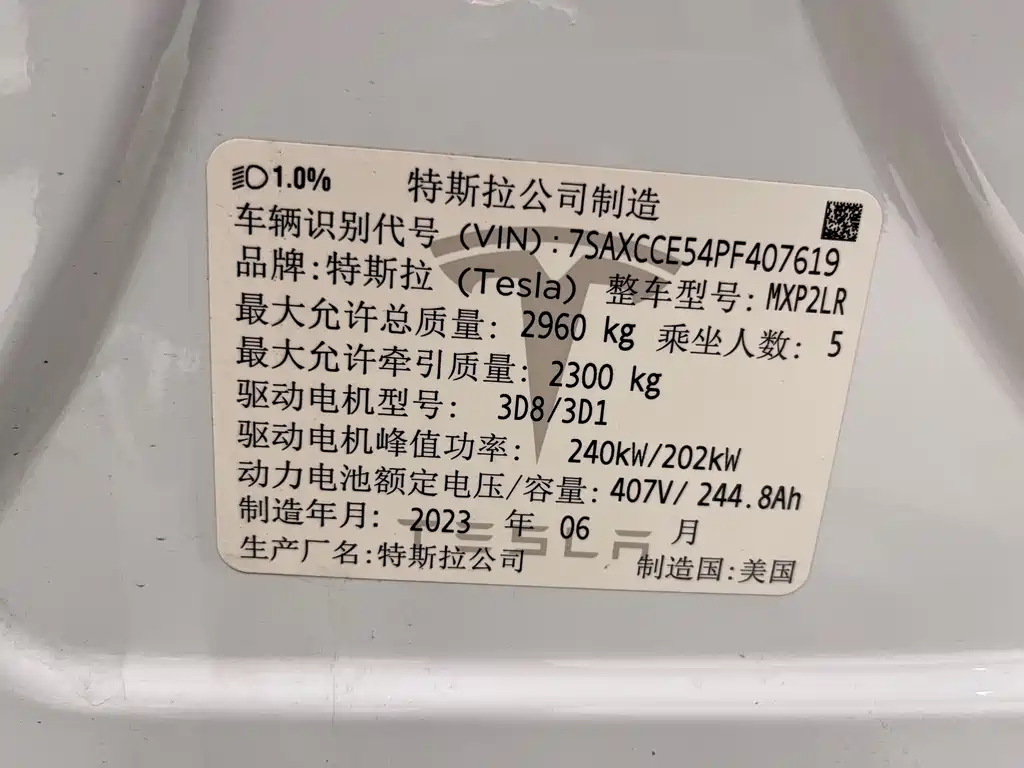 1.0% 特斯拉公司制造
车辆识别代号 (VIN): 7SAXCCE54PF407619
品牌:特斯拉 (Tesla) 整车型号: MXP2LR
最大允许总质量: 2960 kg 乘坐人数: 5
最大允许牵引质量: 2300 kg
驱动电机型号: 3D8/3D1
驱动电机峰值功率: 240kW/202kW
动力电池额定电压/容量: 407V/ 244.8Ah
制造年月: 2023 年 06 月
TESLA
生产厂名:特斯拉公司 制造国:美国